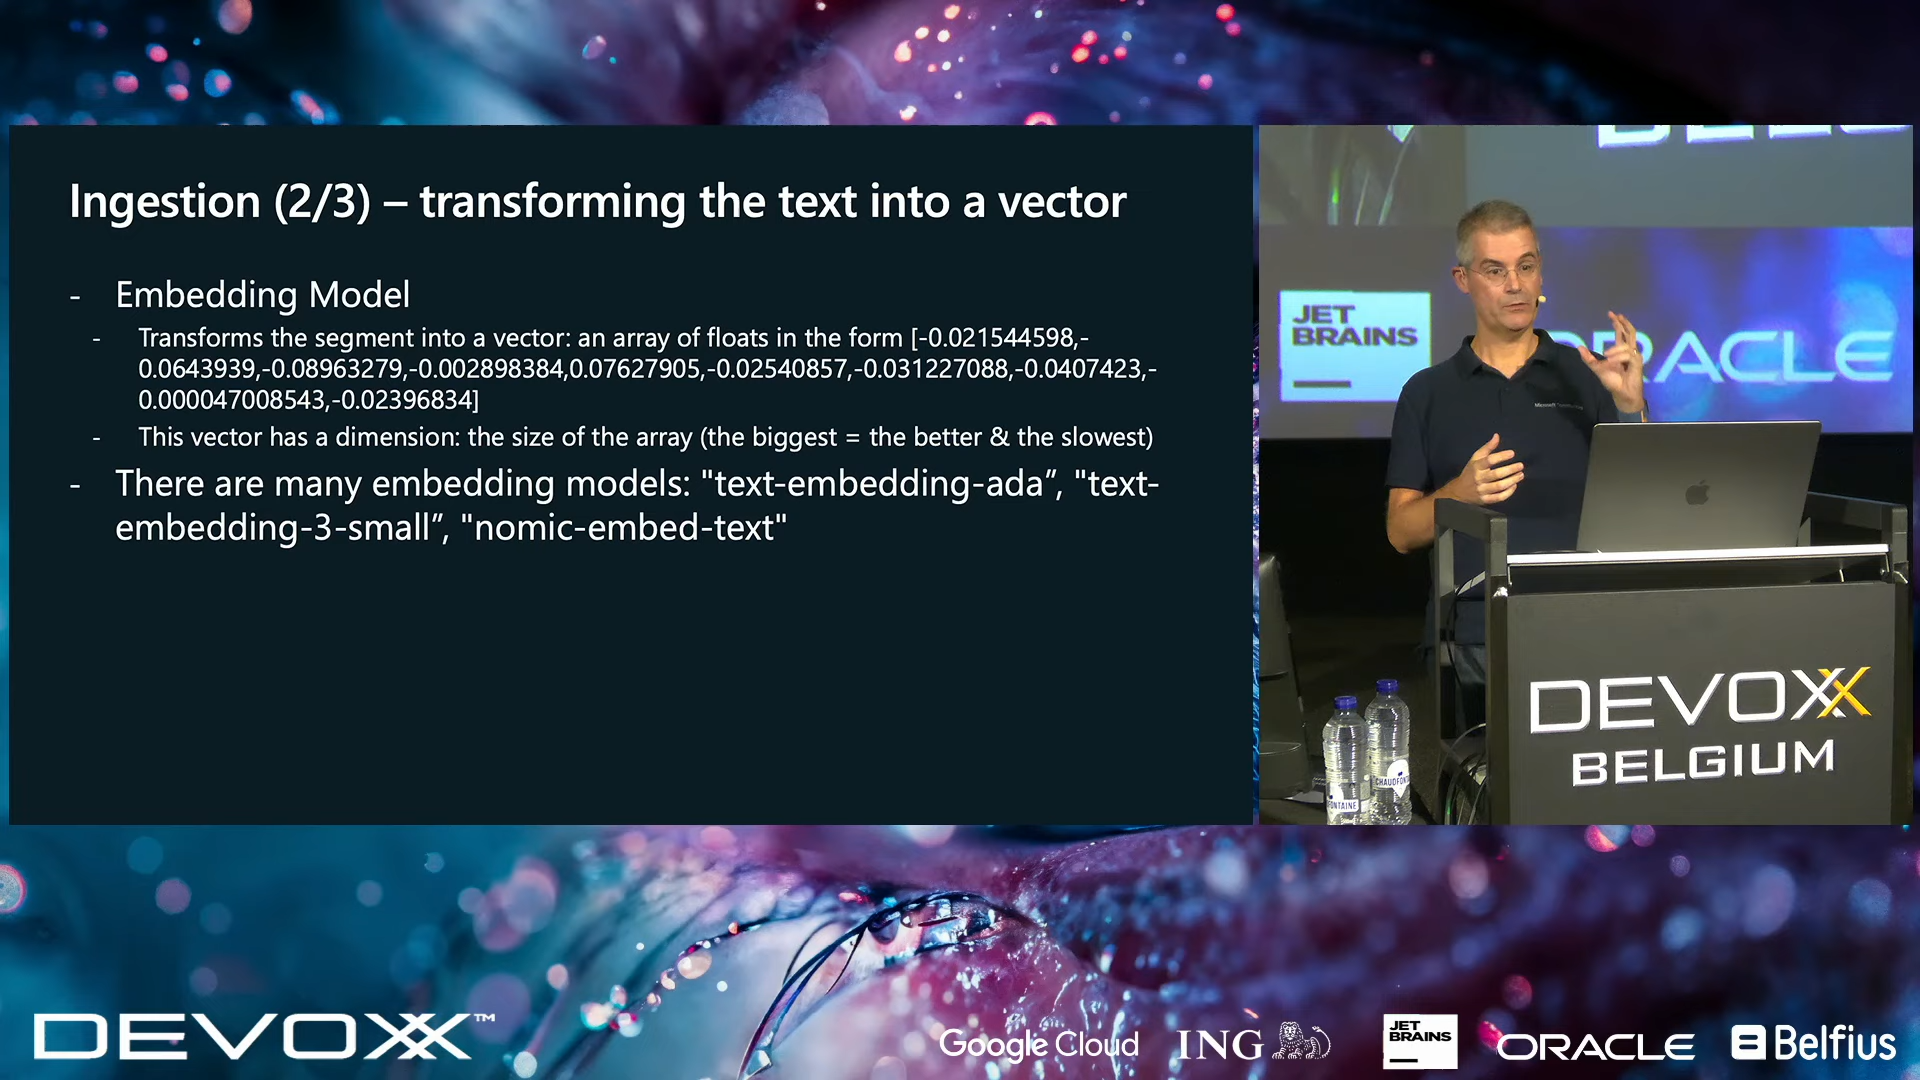 Ingestion (2/3) – transforming the text into a vector
- Embedding Model
- Transforms the segment into a vector: an array of floats in the form [-0.021544598,-
0.0643939,-0.08963279,-0.002898384,0.07627905,-0.02540857,-0.031227088,-0.0407423,-
0.000047008543,-0.02396834]
- This vector has a dimension: the size of the array (the biggest = the better & the slowest)
- There are many embedding models: "text-embedding-ada”, "text-
embedding-3-small”, "nomic-embed-text"
JET
BRAINS
ORACLE
Microsoft
DEVOXX
BELGIUM
CHAUDFONT
FONTAINE
DEVOXX™
Google Cloud
ING
JET
BRAINS
ORACLE
Belfius